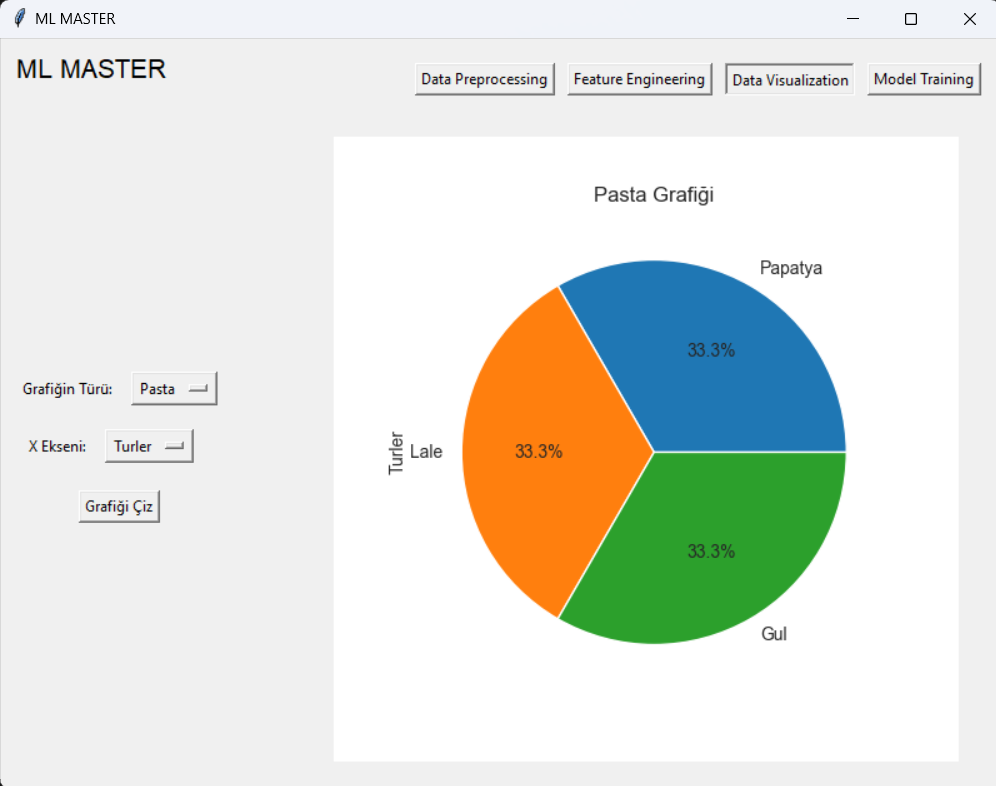 ML MASTER
ML MASTER
Data Preprocessing
Feature Engineering
Data Visualization
Model Training
Grafiğin Türü:
Pasta
X Ekseni:
Turler
Grafiği Çiz
Pasta Grafiği
Papatya
33.3%
Turler
Lale
33.3%
33.3%
Gul